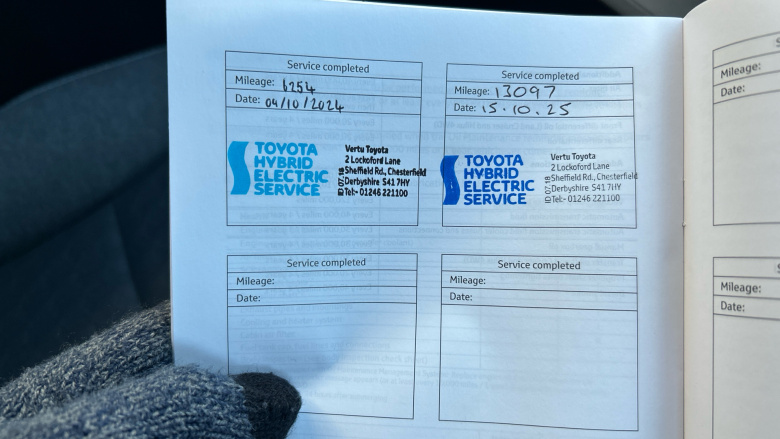 Service completed
Mileage: 6254
Date: 04/10/2024
TOYOTA
HYBRID
ELECTRIC
SERVICE
Vertu Toyota
2 Lockoford Lane
Sheffield Rd., Chesterfield
Derbyshire S41 7HY
Tel:- 01246 221100
Service completed
Mileage: 13097
Date: 15.10.25
TOYOTA
HYBRID
ELECTRIC
SERVICE
Vertu Toyota
2 Lockoford Lane
Sheffield Rd., Chesterfield
Derbyshire S41 7HY
Tel:- 01246 221100
Service completed
Mileage:
Date:
Service completed
Mileage:
Date:
Mileage:
Date:
Mileage:
Date: